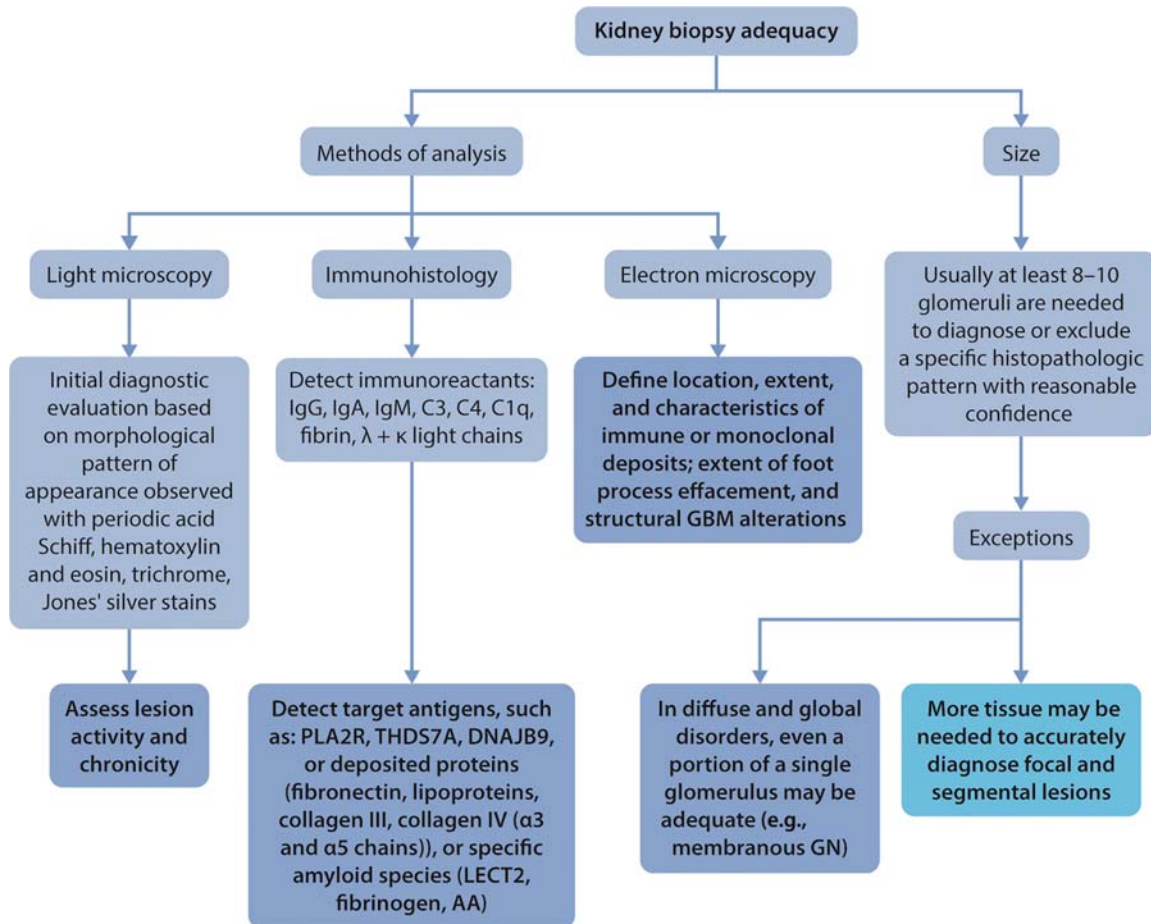 Kidney biopsy adequacy
Methods of analysis
Size
Light microscopy
Immunohistology
Electron microscopy
Usually at least 8–10
glomeruli are needed
to diagnose or exclude
a specific histopathologic
pattern with reasonable
confidence
Initial diagnostic
evaluation based
on morphological
pattern of
appearance observed
with periodic acid
Schiff, hematoxylin
and eosin, trichrome,
Jones' silver stains
Detect immunoreactants:
IgG, IgA, IgM, C3, C4, C1q,
fibrin, λ + κ light chains
Define location, extent,
and characteristics of
immune or monoclonal
deposits; extent of foot
process effacement, and
structural GBM alterations
Exceptions
Assess lesion
activity and
chronicity
Detect target antigens, such
as: PLA2R, THDS7A, DNAJB9,
or deposited proteins
(fibronectin, lipoproteins,
collagen III, collagen IV (α3
and α5 chains)), or specific
amyloid species (LECT2,
fibrinogen, AA)
In diffuse and global
disorders, even a
portion of a single
glomerulus may be
adequate (e.g.,
membranous GN)
More tissue may be
needed to accurately
diagnose focal and
segmental lesions